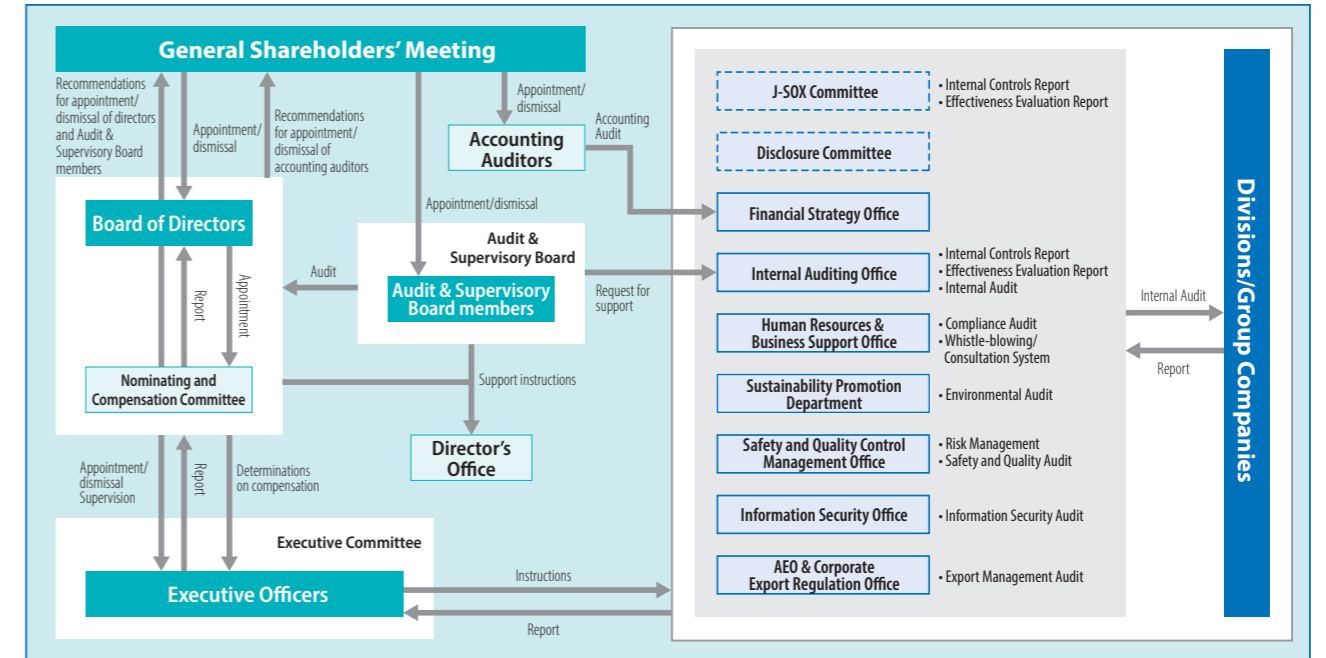 General Shareholders’ Meeting
Recommendations
for appointment/
dismissal of directors
and Audit &
Supervisory Board
members
Appointment/
dismissal
Recommendations
for appointment/
dismissal of
accounting auditors
Appointment/
dismissal
Accounting
Auditors
Accounting
Audit
Appointment/dismissal
Board of Directors
Audit &
Supervisory Board
Audit & Supervisory
Board members
Audit
Request for
support
Report
Appointment
Nominating and
Compensation Committee
Support instructions
Director’s
Office
Appointment/
dismissal
Supervision
Report
Determinations
on compensation
Executive Committee
Executive Officers
Instructions
Report
J-SOX Committee
• Internal Controls Report
• Effectiveness Evaluation Report
Disclosure Committee
Financial Strategy Office
Internal Auditing Office
• Internal Controls Report
• Effectiveness Evaluation Report
• Internal Audit
Human Resources &
Business Support Office
• Compliance Audit
• Whistle-blowing/
Consultation System
Sustainability Promotion
Department
• Environmental Audit
Safety and Quality Control
Management Office
• Risk Management
• Safety and Quality Audit
Information Security Office
• Information Security Audit
AEO & Corporate
Export Regulation Office
• Export Management Audit
Internal Audit
Report
Divisions/Group Companies